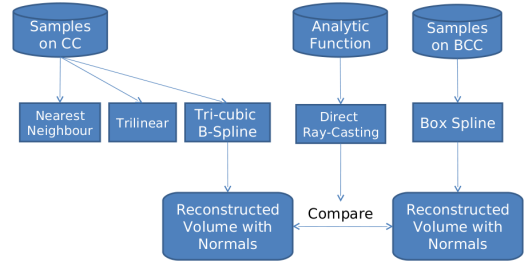 Samples
on CC
Analytic
Function
Samples
on BCC
Nearest
Neighbour
Trilinear
Tri-cubic
B-Spline
Direct
Ray-Casting
Box Spline
Reconstructed
Volume with
Normals
Compare
Reconstructed
Volume with
Normals